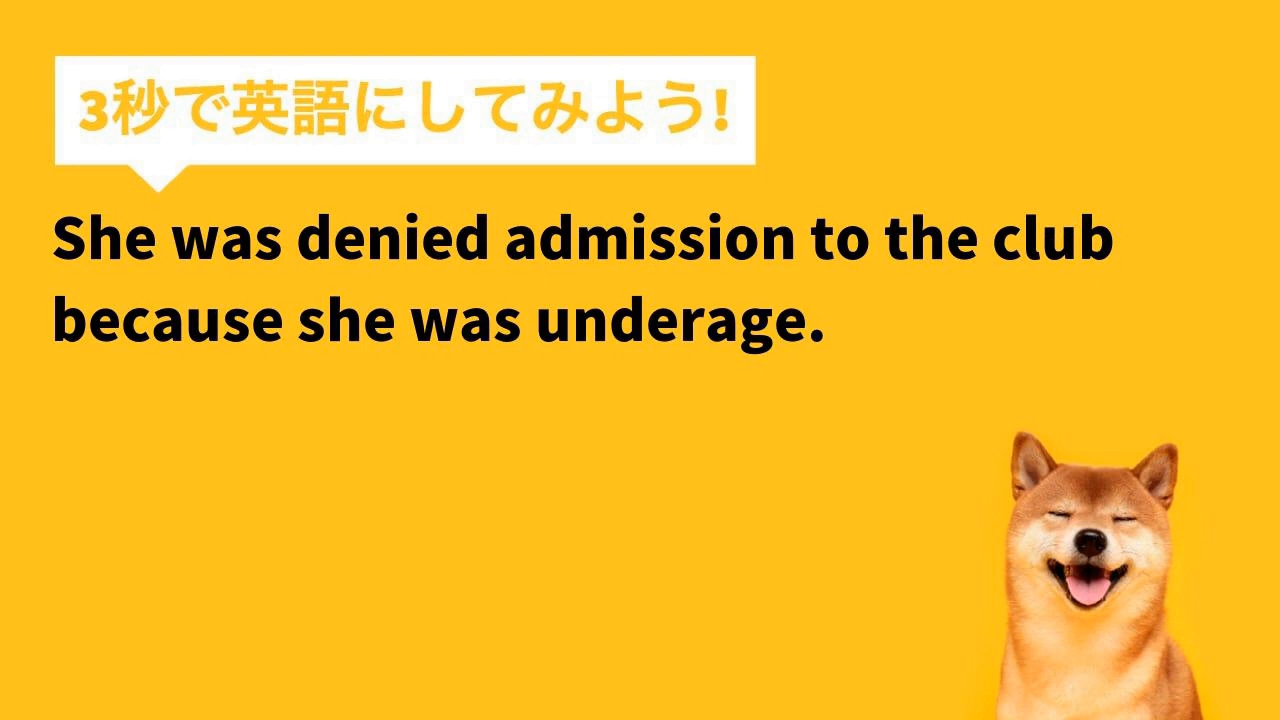 3秒で英語にしてみよう!
She was denied admission to the club
because she was underage.